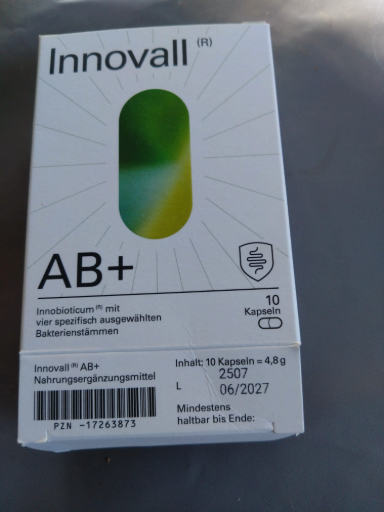 Innovall (R)
AB+
Innobioticum (R) mit
vier spezifisch ausgewählten
Bakterienstämmen
10
Kapseln
Innovall (R) AB+
Nahrungsergänzungsmittel
PZN -17263873
Inhalt: 10 Kapseln = 4,8 g
2507
L 06/2027
Mindestens
haltbar bis Ende: